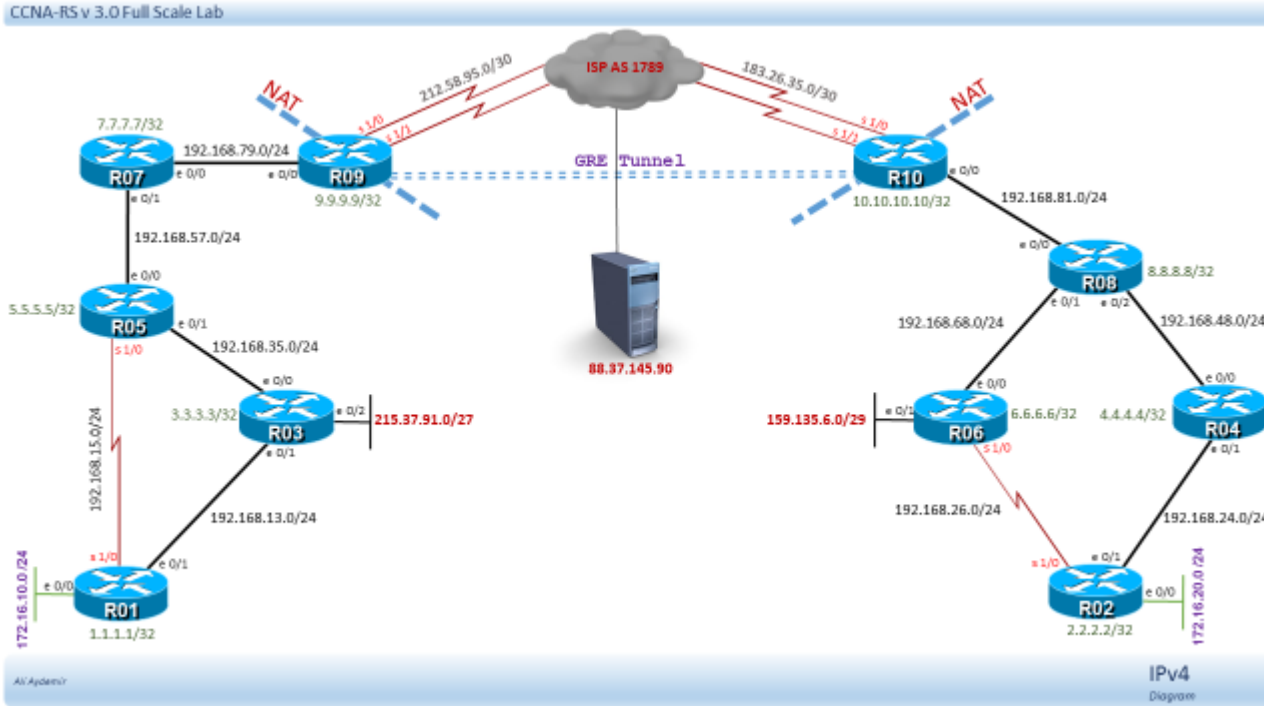 CCNA-RS v 3.0 Full Scale Lab
ISP AS 1789
212.58.95.0/30
183.26.35.0/30
NAT
NAT
s 1/0
s 1/1
s 1/0
s 1/1
7.7.7.7/32
192.168.79.0/24
R07
e 0/0
e 0/0
R09
9.9.9.9/32
GRE Tunnel
R10
e 0/0
10.10.10.10/32
192.168.81.0/24
e 0/1
192.168.57.0/24
e 0/0
e 0/0
R08
8.8.8.8/32
e 0/1
e 0/2
5.5.5.5/32
R05
e 0/1
s 1/0
192.168.35.0/24
192.168.68.0/24
192.168.48.0/24
88.37.145.90
e 0/0
3.3.3.3/32
R03
e 0/2
215.37.91.0/27
e 0/1
159.135.6.0/29
e 0/1
e 0/0
R06
6.6.6.6/32
s 1/0
e 0/0
4.4.4.4/32
R04
e 0/1
192.168.15.0/24
192.168.13.0/24
192.168.26.0/24
192.168.24.0/24
172.16.10.0/24
e 0/0
s 1/0
e 0/1
R01
1.1.1.1/32
s 1/0
e 0/1
R02
e 0/0
2.2.2.2/32
172.16.20.0/24
Ali Aydemir
IPv4
Diagram